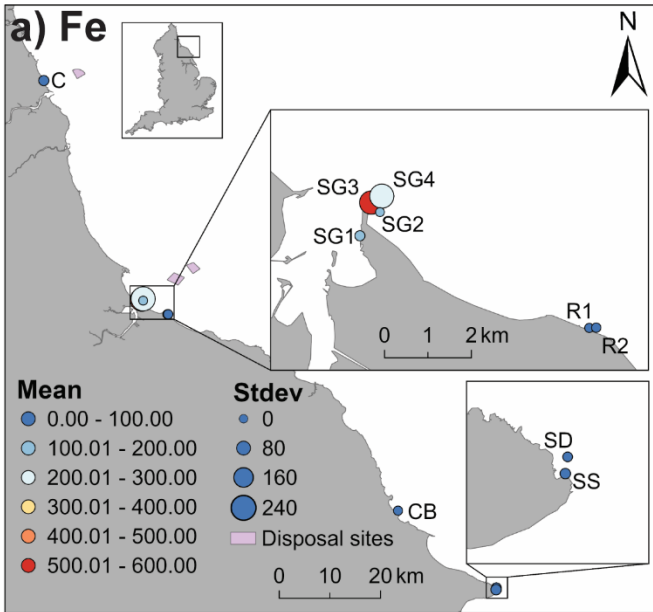 a) Fe
N
C
SG3
SG4
SG2
SG1
R1
R2
0 1 2 km
Mean
0.00 - 100.00
100.01 - 200.00
200.01 - 300.00
300.01 - 400.00
400.01 - 500.00
500.01 - 600.00
Stdev
0
80
160
240
Disposal sites
0 10 20 km
CB
SD
SS